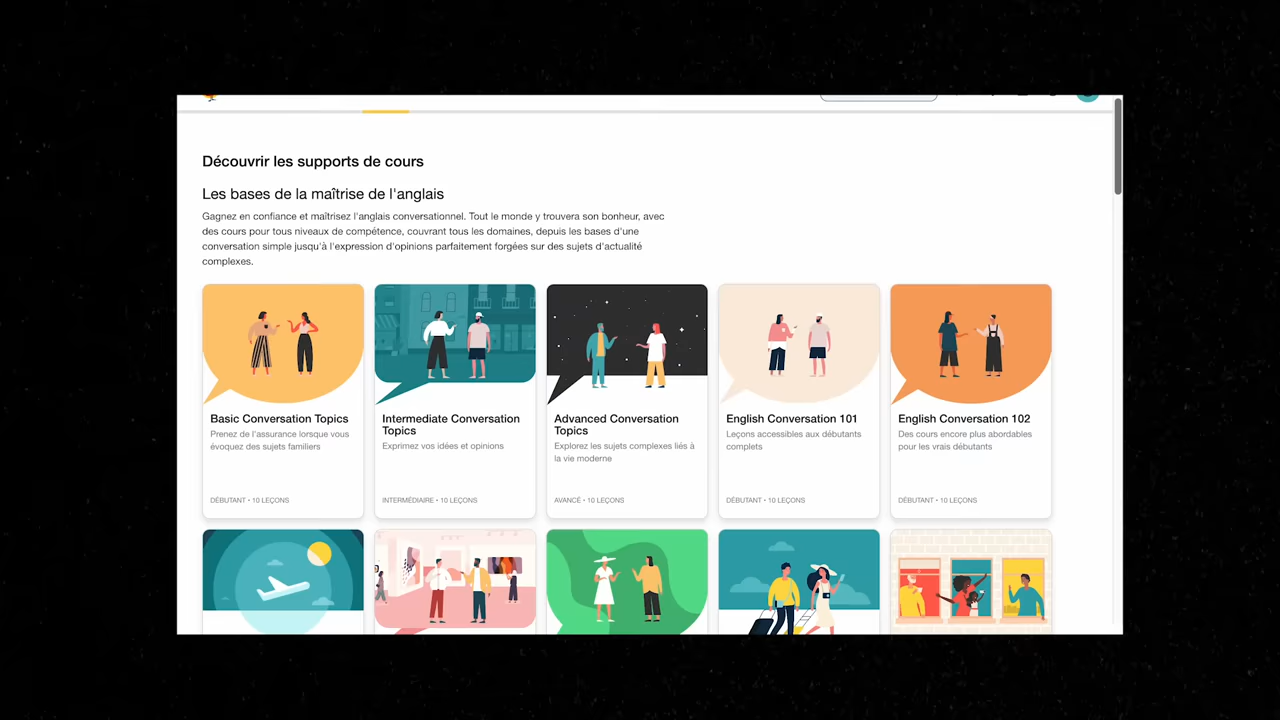 Découvrir les supports de cours
Les bases de la maîtrise de l'anglais
Gagnez en confiance et maîtrisez l'anglais conversationnel. Tout le monde y trouvera son bonheur, avec
des cours pour tous niveaux de compétence, couvrant tous les domaines, depuis les bases d'une
conversation simple jusqu'à l'expression d'opinions parfaitement forgées sur des sujets d'actualité
complexes.
Basic Conversation Topics
Prenez de l'assurance lorsque vous
évoquez des sujets familiers
DÉBUTANT • 10 LEÇONS
Intermediate Conversation
Topics
Exprimez vos idées et opinions
INTERMÉDIAIRE • 10 LEÇONS
Advanced Conversation
Topics
Explorez les sujets complexes liés à
la vie moderne
AVANCÉ • 10 LEÇONS
English Conversation 101
Leçons accessibles aux débutants
complets
DÉBUTANT • 10 LEÇONS
English Conversation 102
Des cours encore plus abordables
pour les vrais débutants
DÉBUTANT • 10 LEÇONS